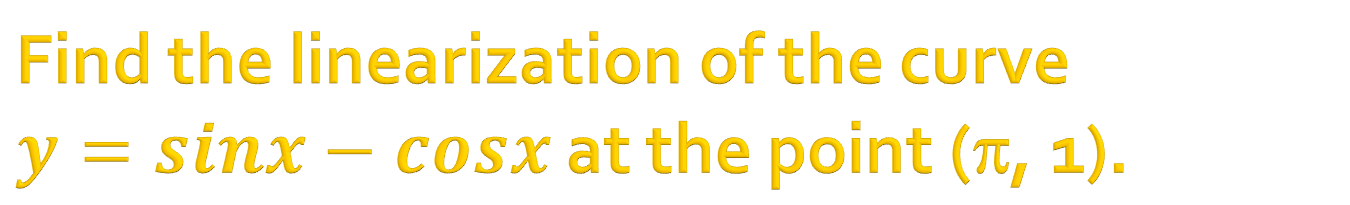 Find the linearization of the curve
y = sinx − cosx at the point (π, 1).